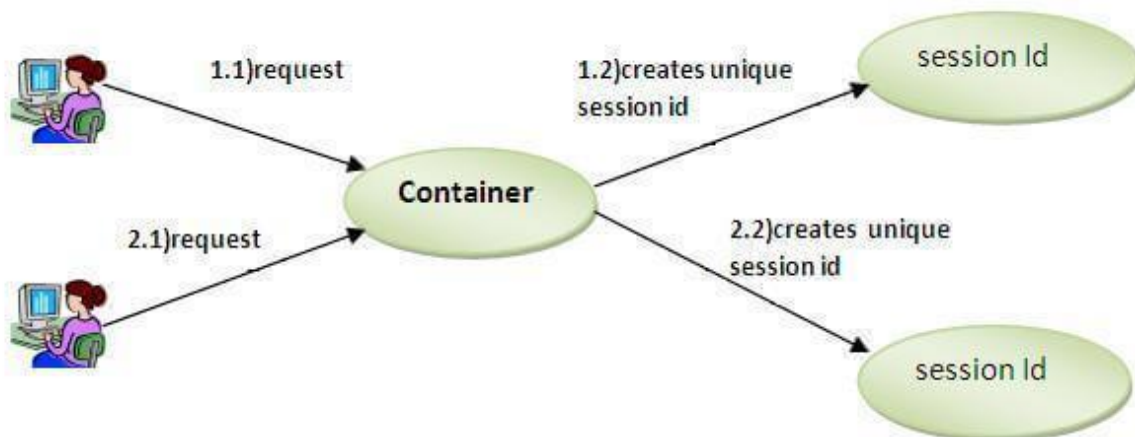 1.1)request
1.2)creates unique
session id
session Id
Container
2.1)request
2.2)creates unique
session id
session Id